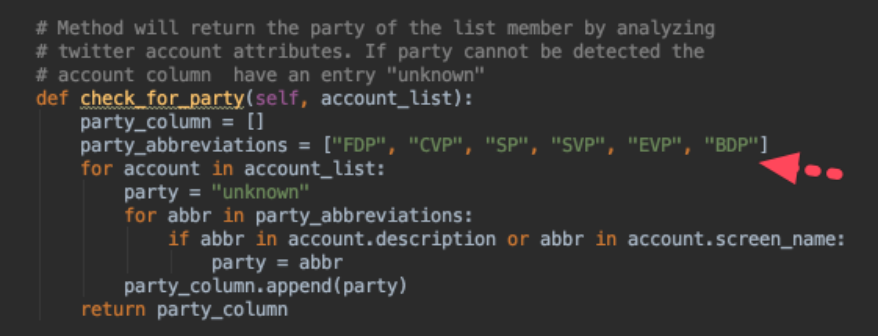 # Method will return the party of the list member by analyzing
# twitter account attributes. If party cannot be detected the
# account column  have an entry "unknown"
def check_for_party(self, account_list):
    party_column = []
    party_abbreviations = ["FDP", "CVP", "SP", "SVP", "EVP", "BDP"]
    for account in account_list:
        party = "unknown"
        for abbr in party_abbreviations:
            if abbr in account.description or abbr in account.screen_name:
                party = abbr
        party_column.append(party)
    return party_column